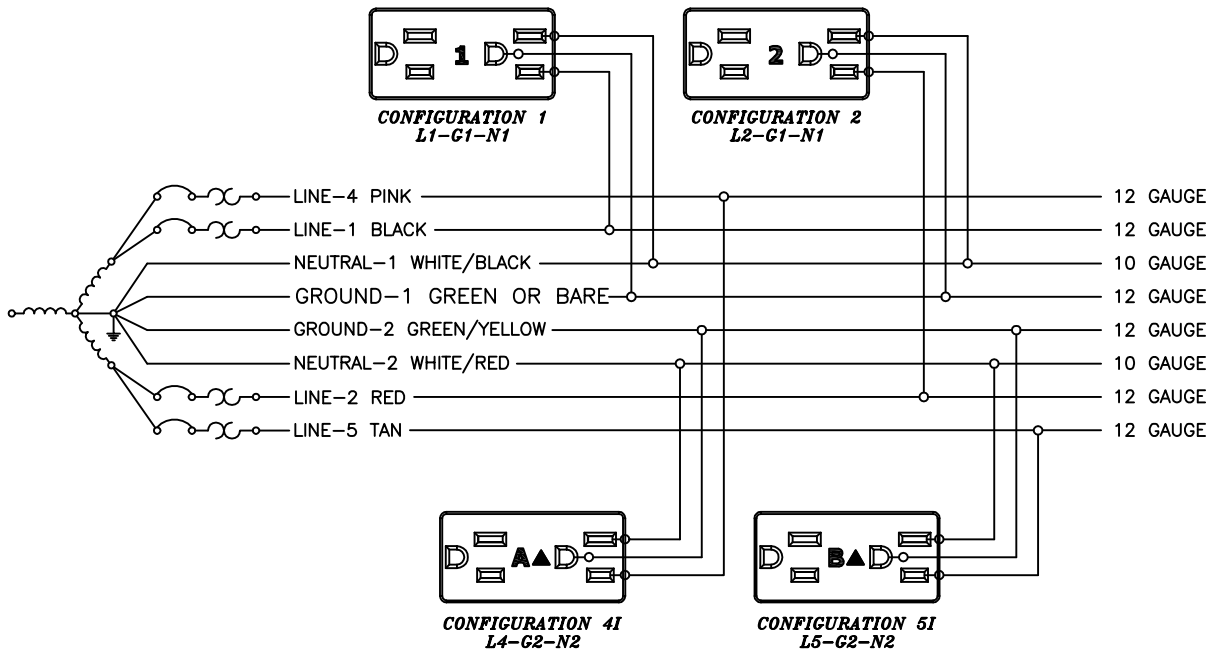 1
2
CONFIGURATION 1
L1-G1-N1
CONFIGURATION 2
L2-G1-N1
LINE-4 PINK 12 GAUGE
LINE-1 BLACK 12 GAUGE
NEUTRAL-1 WHITE/BLACK 10 GAUGE
GROUND-1 GREEN OR BARE 12 GAUGE
GROUND-2 GREEN/YELLOW 12 GAUGE
NEUTRAL-2 WHITE/RED 10 GAUGE
LINE-2 RED 12 GAUGE
LINE-5 TAN 12 GAUGE
A▲
B▲
CONFIGURATION 4I
L4-G2-N2
CONFIGURATION 5I
L5-G2-N2